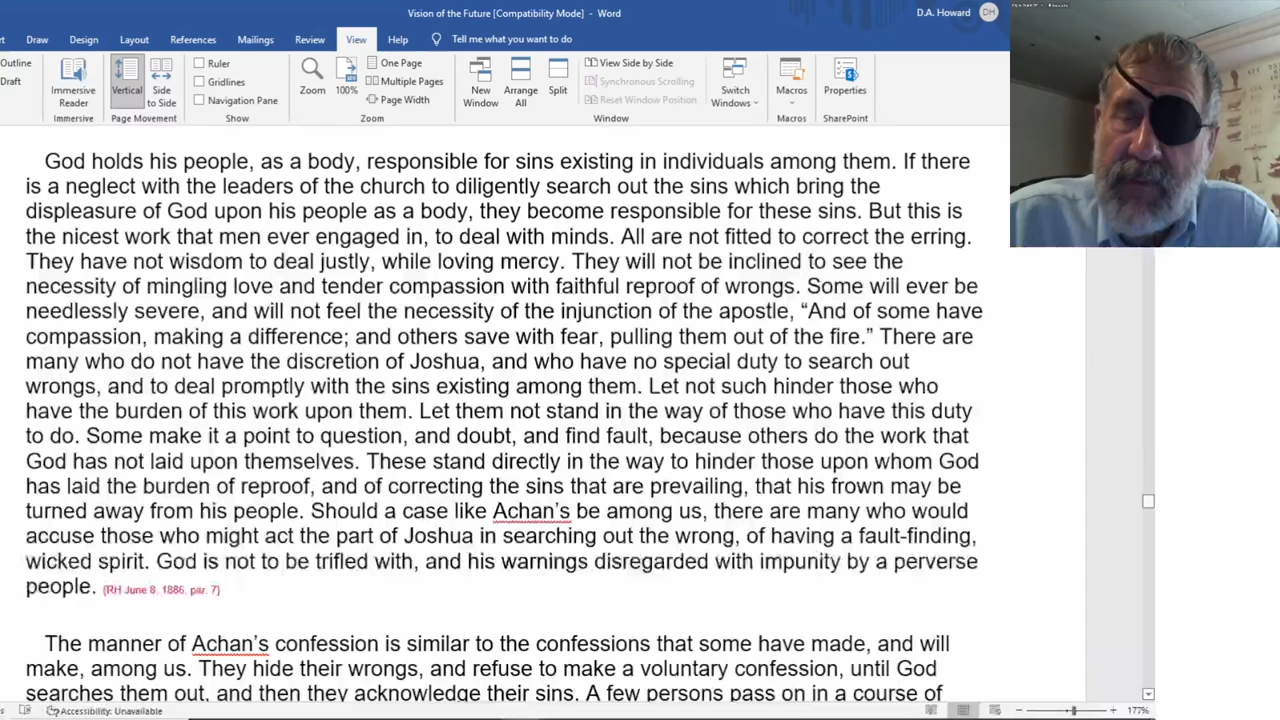 Vision of the Future [Compatibility Mode] - Word
D.A. Howard
DH
Draw Design Layout References Mailings Review View Help Tell me what you want to do
Outline
Draft
Immersive
Reader
Immersive
Vertical
Side
to Side
Page Movement
Ruler
Gridlines
Navigation Pane
Show
Zoom
100%
One Page
Multiple Pages
Page Width
Zoom
New
Window
Arrange
All
Split
View Side by Side
Synchronous Scrolling
Reset Window Position
Window
Switch
Windows
Macros
Macros
Properties
SharePoint
God holds his people, as a body, responsible for sins existing in individuals among them. If there
is a neglect with the leaders of the church to diligently search out the sins which bring the
displeasure of God upon his people as a body, they become responsible for these sins. But this is
the nicest work that men ever engaged in, to deal with minds. All are not fitted to correct the erring.
They have not wisdom to deal justly, while loving mercy. They will not be inclined to see the
necessity of mingling love and tender compassion with faithful reproof of wrongs. Some will ever be
needlessly severe, and will not feel the necessity of the injunction of the apostle, “And of some have
compassion, making a difference; and others save with fear, pulling them out of the fire.” There are
many who do not have the discretion of Joshua, and who have no special duty to search out
wrongs, and to deal promptly with the sins existing among them. Let not such hinder those who
have the burden of this work upon them. Let them not stand in the way of those who have this duty
to do. Some make it a point to question, and doubt, and find fault, because others do the work that
God has not laid upon themselves. These stand directly in the way to hinder those upon whom God
has laid the burden of reproof, and of correcting the sins that are prevailing, that his frown may be
turned away from his people. Should a case like Achan’s be among us, there are many who would
accuse those who might act the part of Joshua in searching out the wrong, of having a fault-finding,
wicked spirit. God is not to be trifled with, and his warnings disregarded with impunity by a perverse
people. {RH June 8, 1886, par. 7}
The manner of Achan’s confession is similar to the confessions that some have made, and will
make, among us. They hide their wrongs, and refuse to make a voluntary confession, until God
searches them out, and then they acknowledge their sins. A few persons pass on in a course of
Accessibility: Unavailable
177%